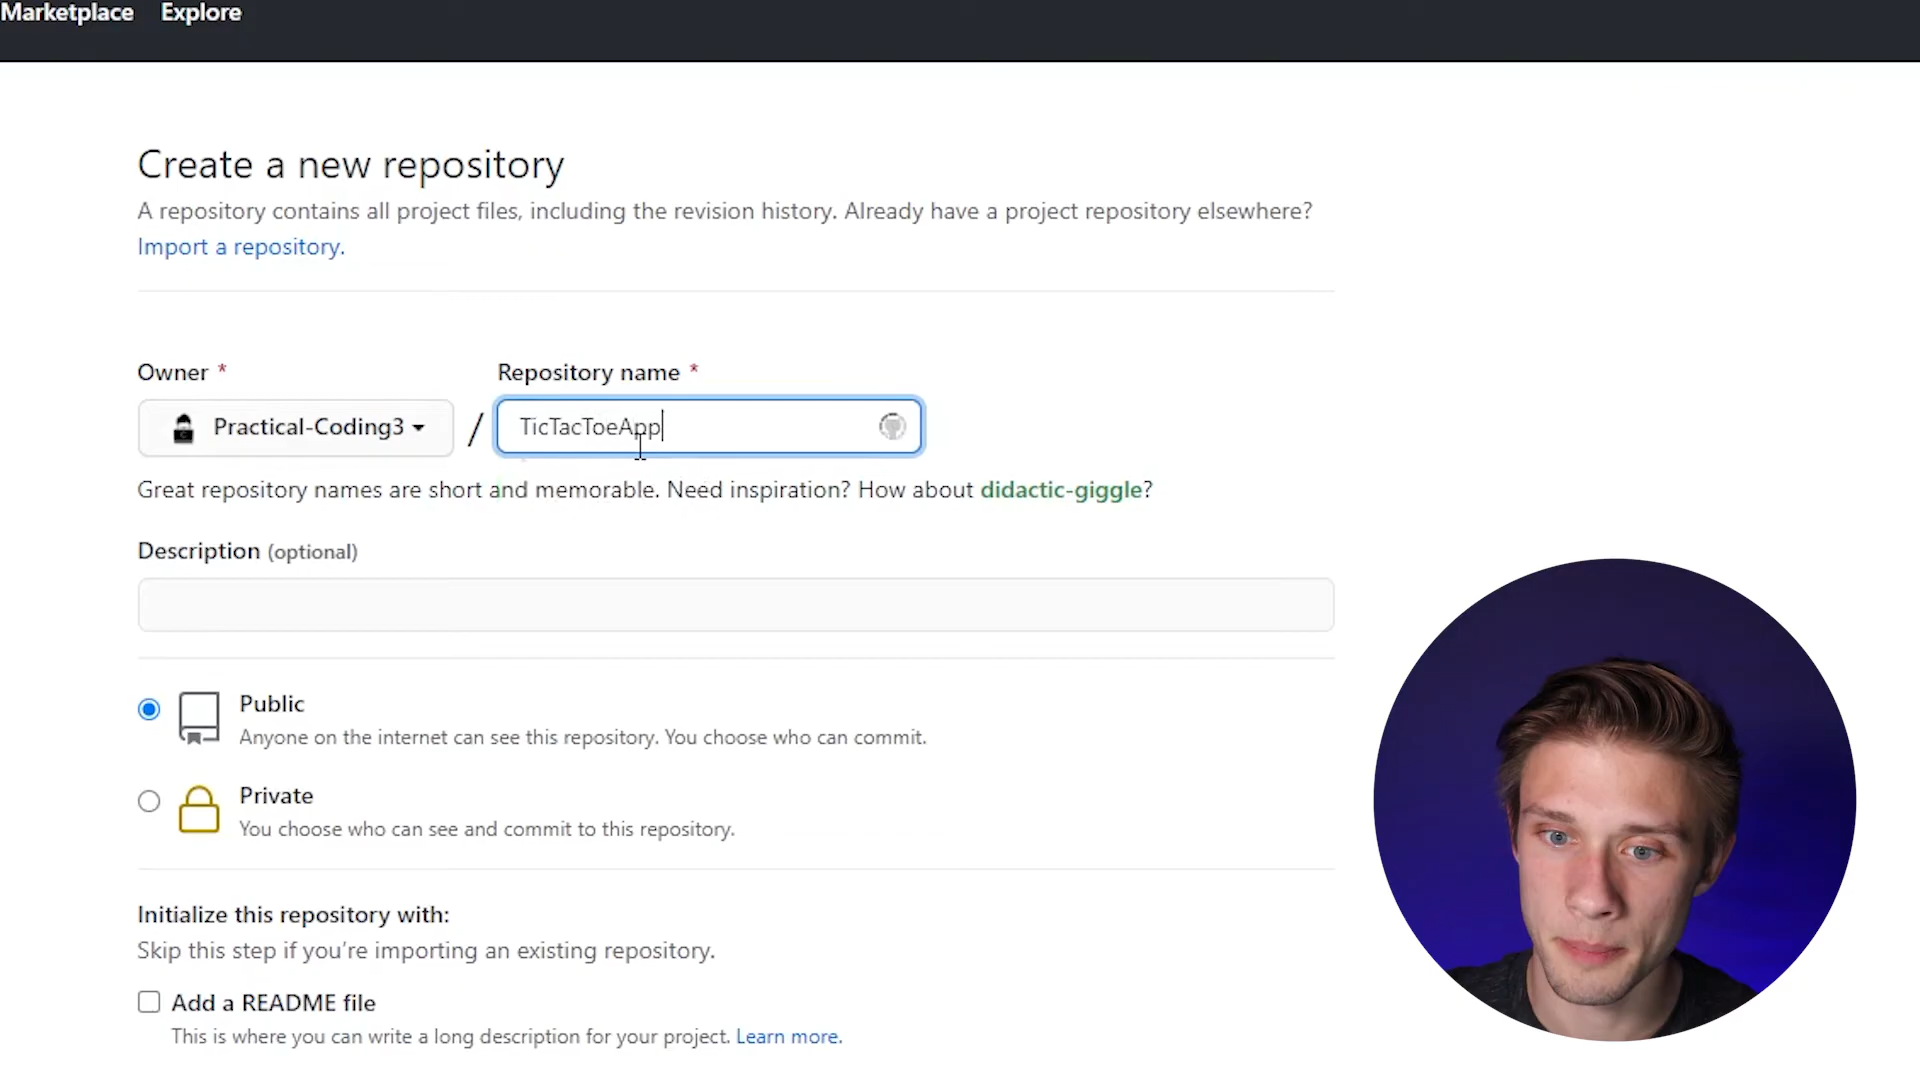 Marketplace Explore
Create a new repository
A repository contains all project files, including the revision history. Already have a project repository elsewhere?
Import a repository.
Owner * Repository name *
Practical-Coding3 / TicTacToeApp
Great repository names are short and memorable. Need inspiration? How about didactic-giggle?
Description (optional)
Public
Anyone on the internet can see this repository. You choose who can commit.
Private
You choose who can see and commit to this repository.
Initialize this repository with:
Skip this step if you’re importing an existing repository.
Add a README file
This is where you can write a long description for your project. Learn more.